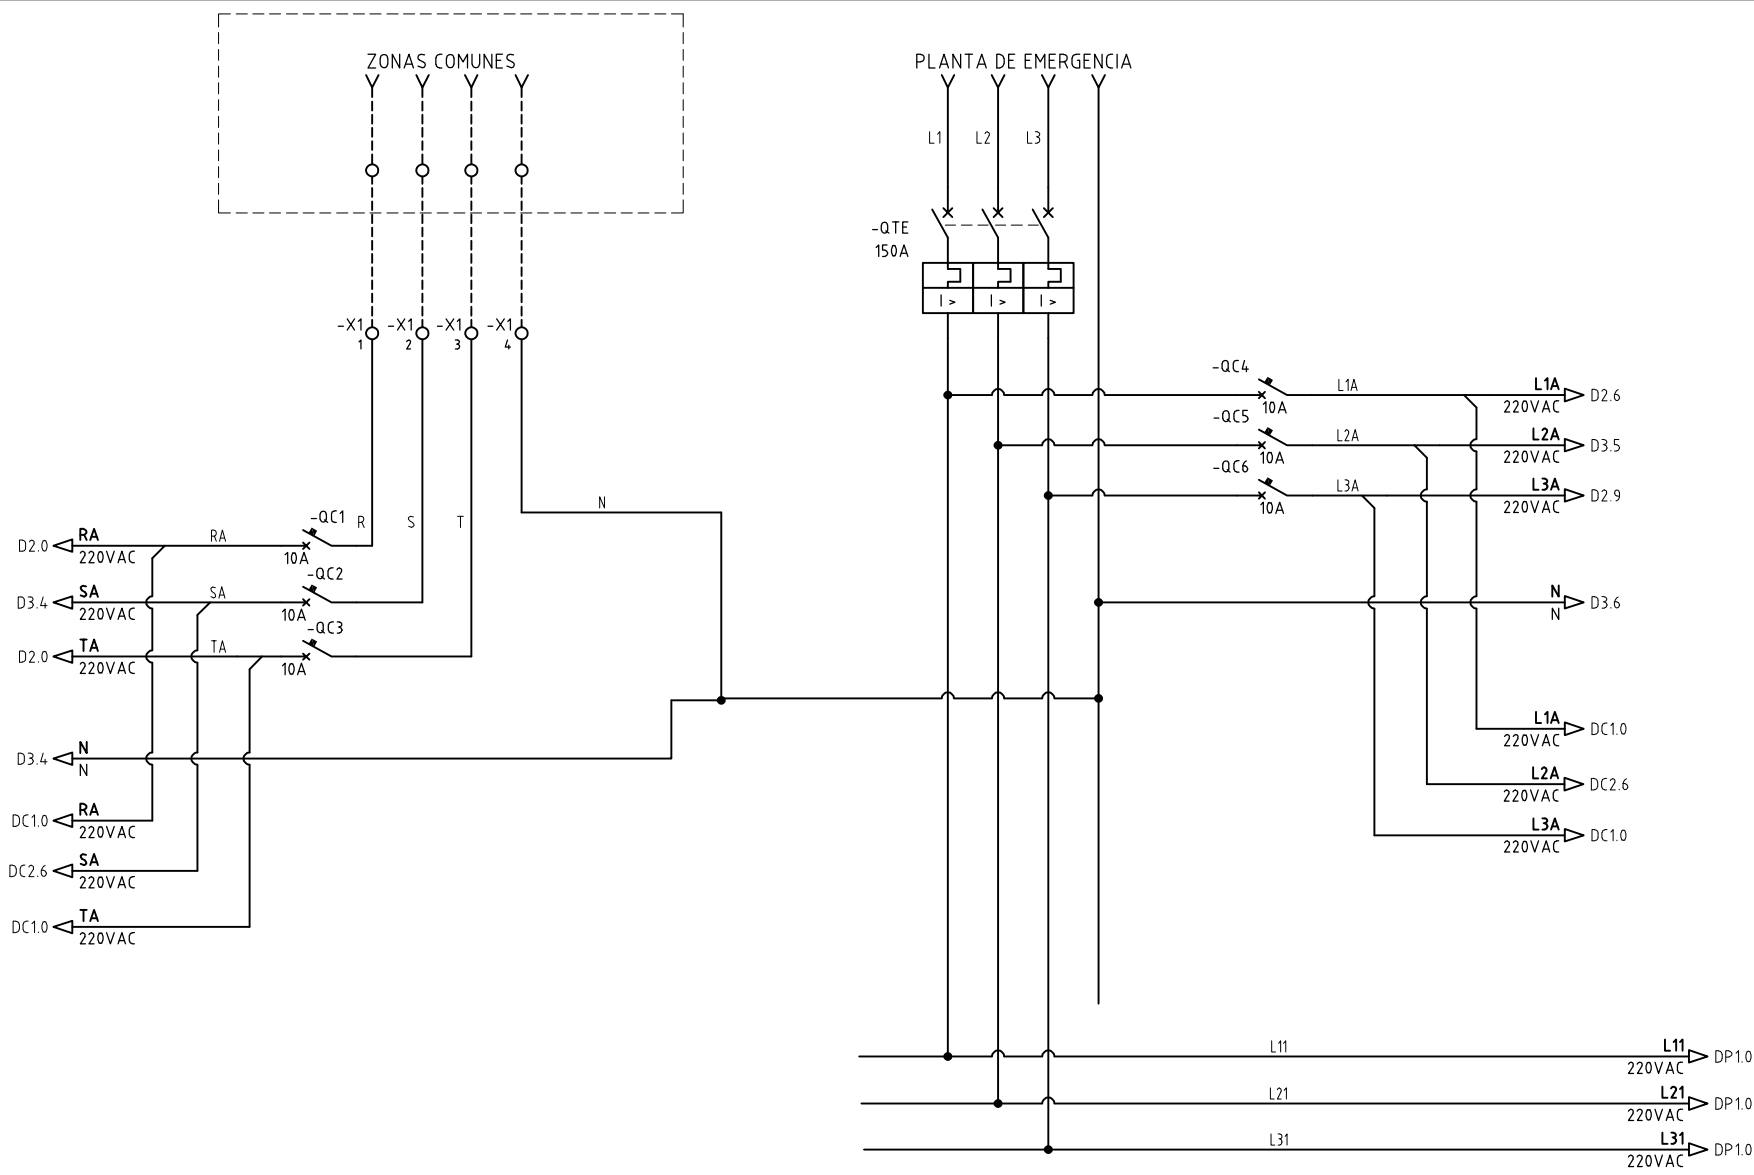 ZONAS COMUNES
PLANTA DE EMERGENCIA
L1 L2 L3
-QTE
150A
I > I > I >
-X1 -X1 -X1 -X1
1 2 3 4
-QC4
10A
L1A
L1A
220VAC
D2.6
-QC5
10A
L2A
L2A
220VAC
D3.5
-QC6
10A
L3A
L3A
220VAC
D2.9
N
R S T
-QC1
10A
RA
RA
220VAC
D2.0
-QC2
10A
SA
SA
220VAC
D3.4
-QC3
10A
TA
TA
220VAC
D2.0
N
N
D3.6
N
N
D3.4
RA
220VAC
DC1.0
SA
220VAC
DC2.6
TA
220VAC
DC1.0
L1A
220VAC
DC1.0
L2A
220VAC
DC2.6
L3A
220VAC
DC1.0
L11
L11
220VAC
DP1.0
L21
L21
220VAC
DP1.0
L31
L31
220VAC
DP1.0